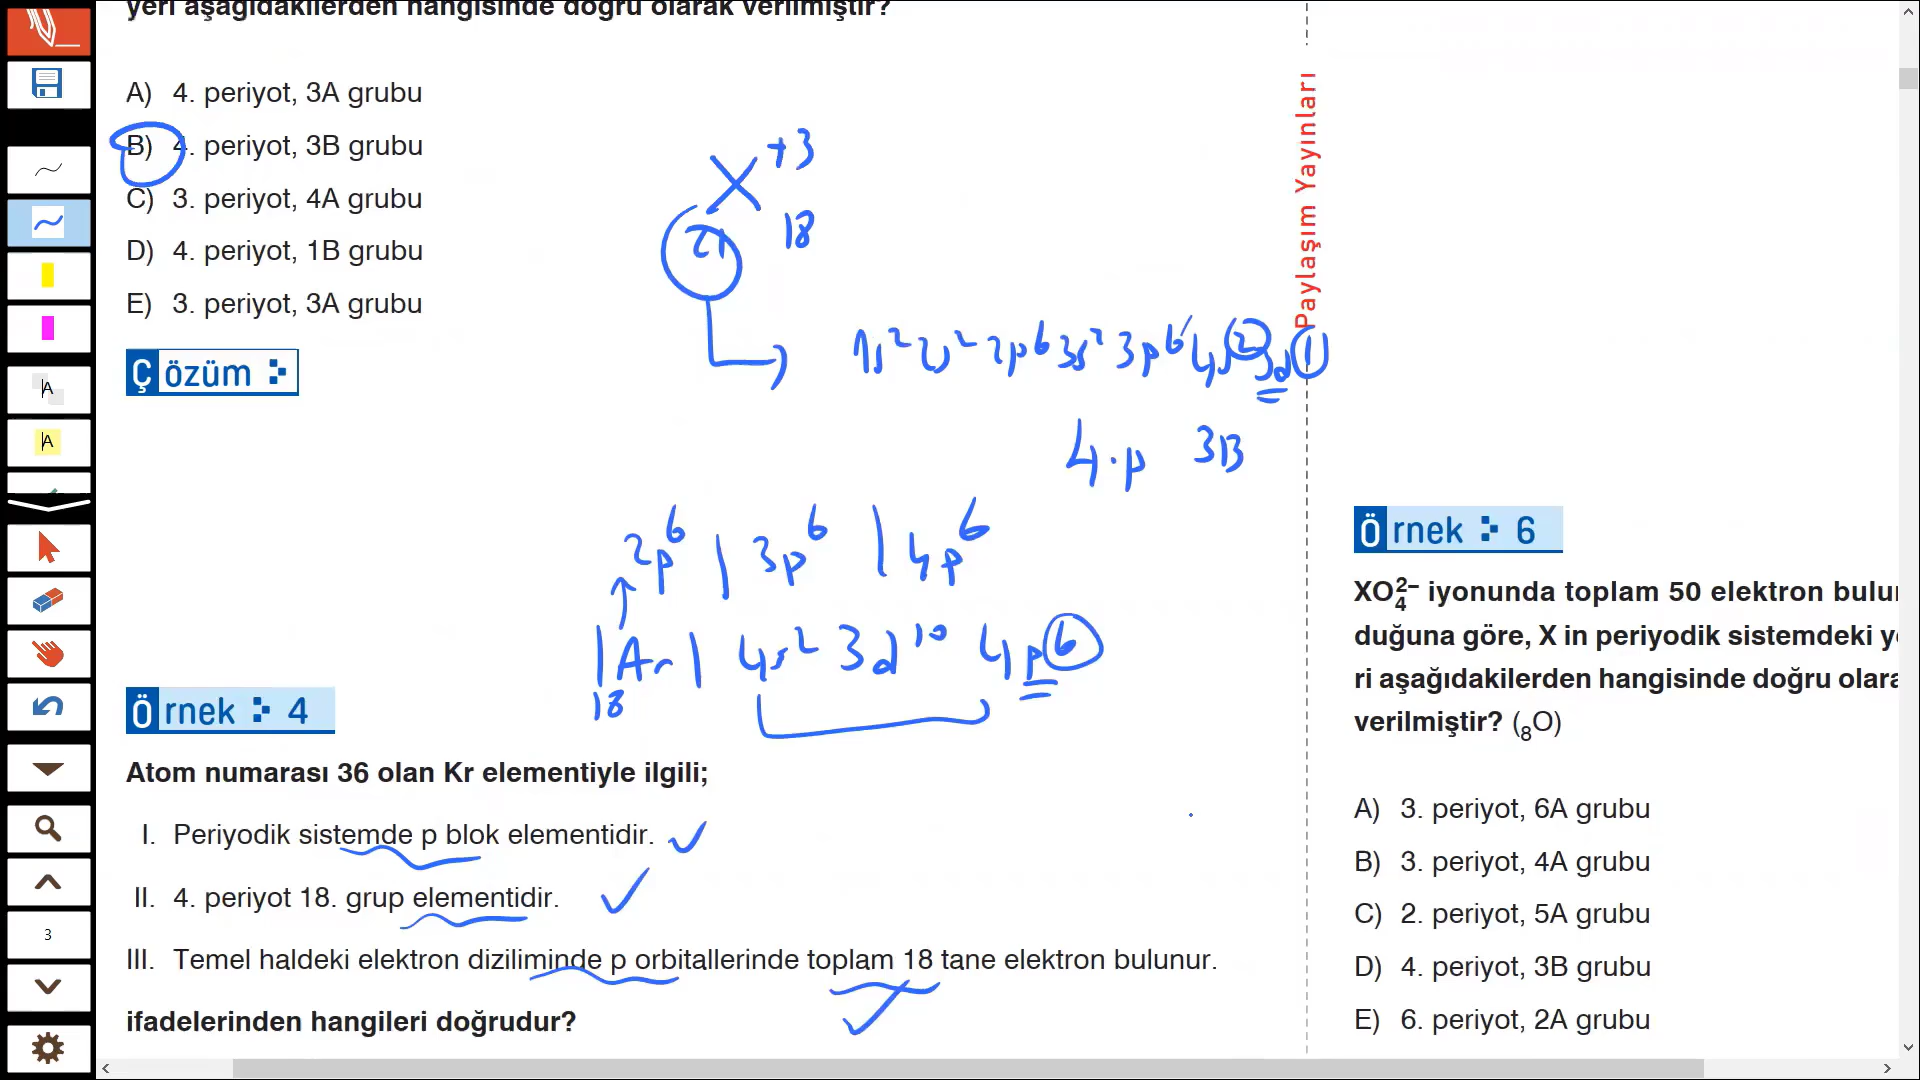 yeri aşağıdakilerden hangisinde doğru olarak verilmiştir?
A) 4. periyot, 3A grubu
B) 4. periyot, 3B grubu
C) 3. periyot, 4A grubu
D) 4. periyot, 1B grubu
E) 3. periyot, 3A grubu
X +3
21 18
1s² 2s² 2p⁶ 3s² 3p⁶ 4s² 3d¹
4.p 3B
Çözüm
2p⁶ | 3p⁶ | 4p⁶
|Ar| 4s² 3d¹⁰ 4p⁶
18
Örnek 4
Atom numarası 36 olan Kr elementiyle ilgili;
I. Periyodik sistemde p blok elementidir.
II. 4. periyot 18. grup elementidir.
III. Temel haldeki elektron diziliminde p orbitallerinde toplam 18 tane elektron bulunur.
ifadelerinden hangileri doğrudur?
Paylaşım Yayınları
Örnek 6
XO₄²⁻ iyonunda toplam 50 elektron bulu
duğuna göre, X in periyodik sistemdeki y
ri aşağıdakilerden hangisinde doğru olara
verilmiştir? (₈O)
A) 3. periyot, 6A grubu
B) 3. periyot, 4A grubu
C) 2. periyot, 5A grubu
D) 4. periyot, 3B grubu
E) 6. periyot, 2A grubu
A
A
3